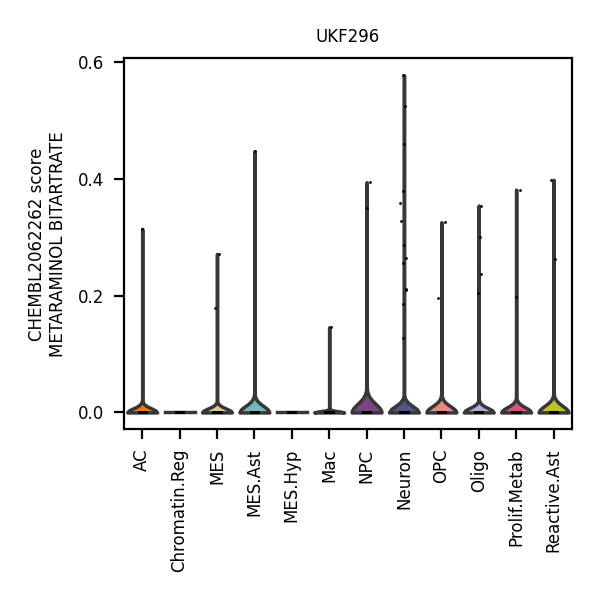 UKF296
CHEMBL2062262 score
METARAMINOL BITARTRATE
0.6
0.4
0.2
0.0
AC
Chromatin.Reg
MES
MES.Ast
MES.Hyp
Mac
NPC
Neuron
OPC
Oligo
Prolif.Metab
Reactive.Ast